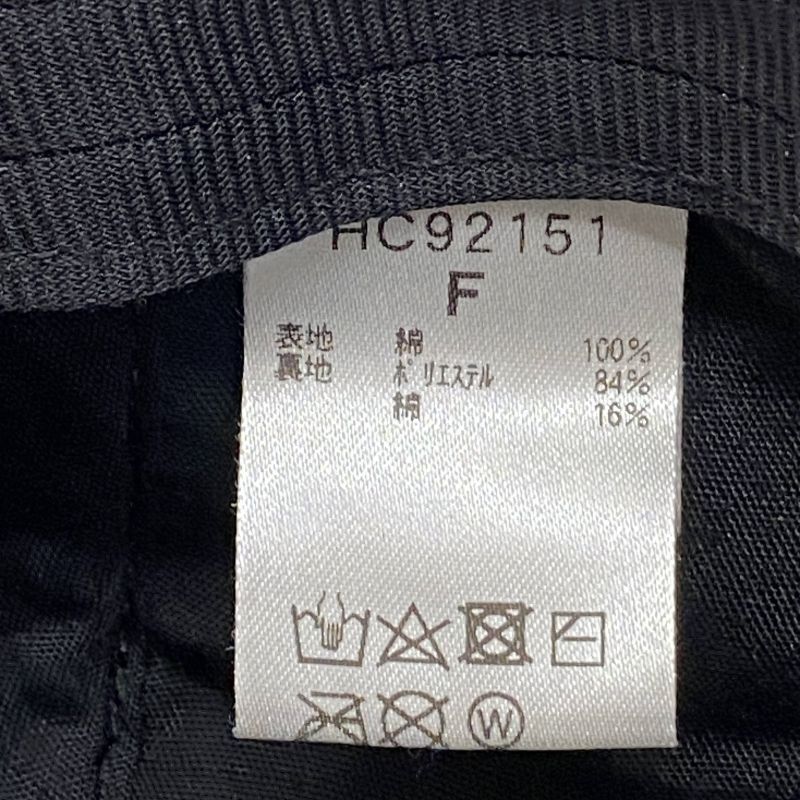 HC92151
F
表地 綿 100%
裏地 ポリエステル 84%
綿 16%
W